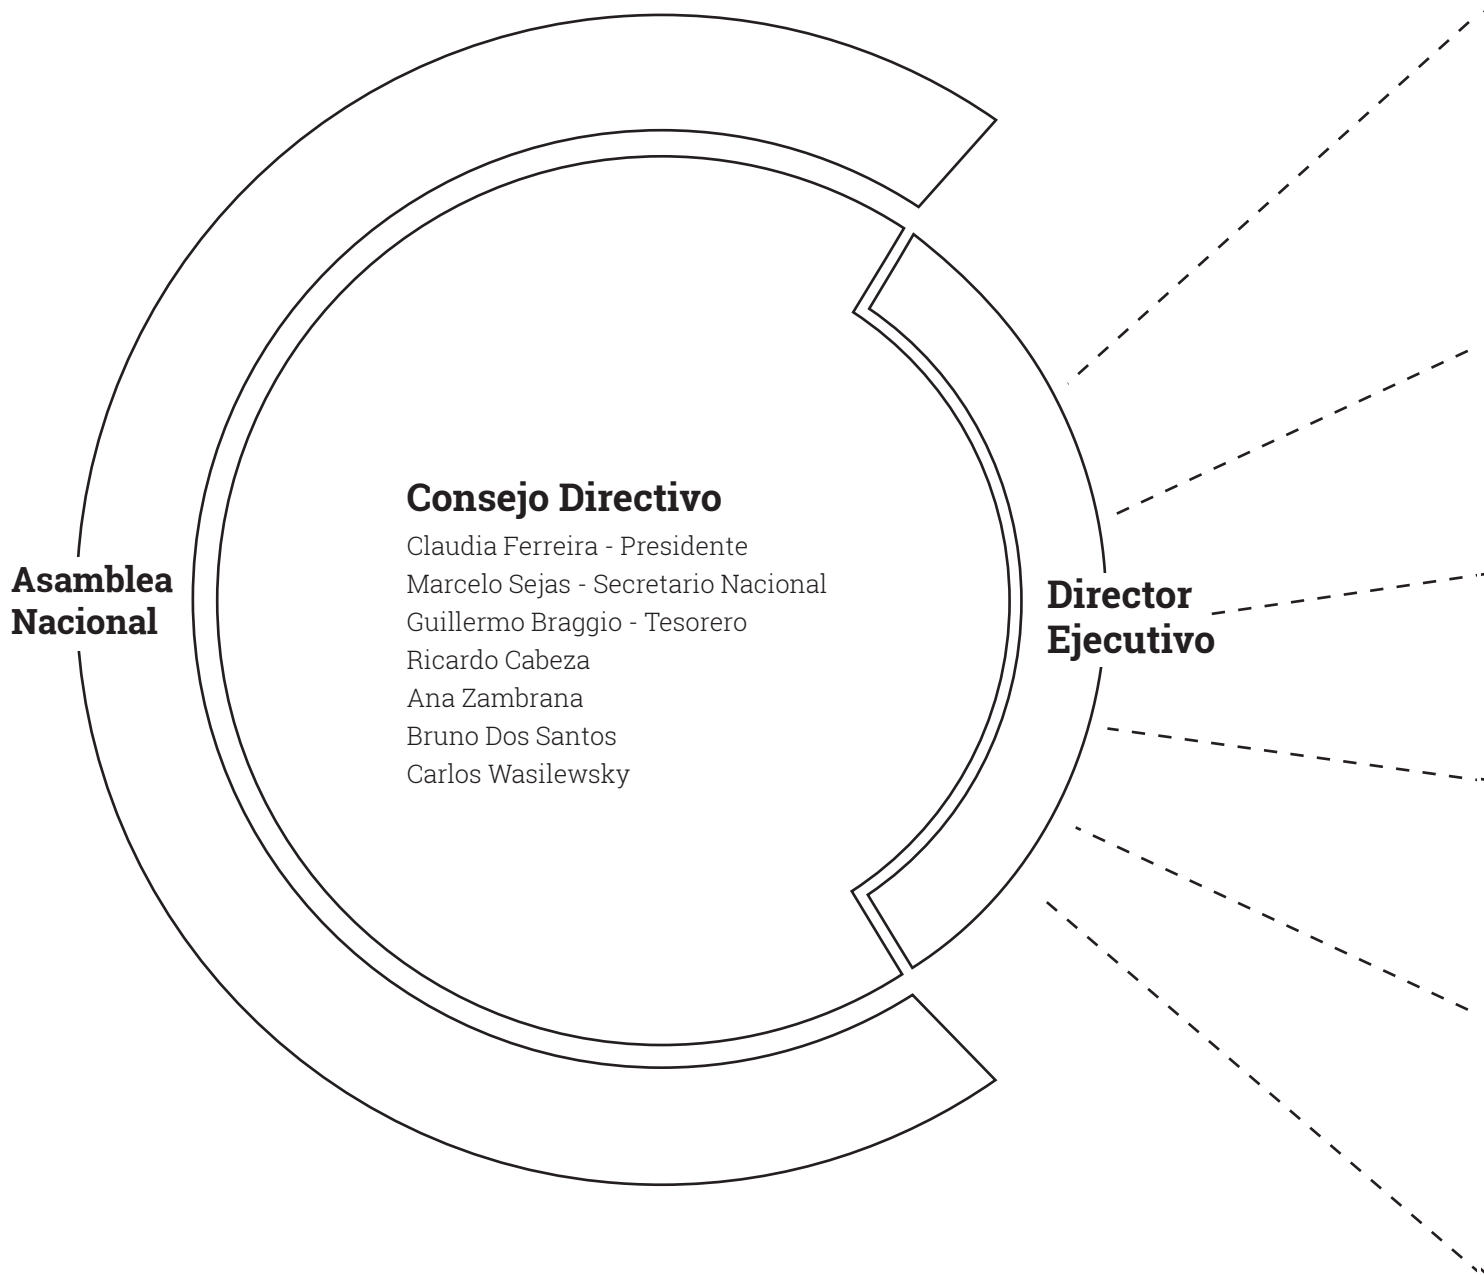 Asamblea
Nacional
Consejo Directivo
Claudia Ferreira - Presidente
Marcelo Sejas - Secretario Nacional
Guillermo Braggio - Tesorero
Ricardo Cabeza
Ana Zambrana
Bruno Dos Santos
Carlos Wasilewsky
Director
Ejecutivo